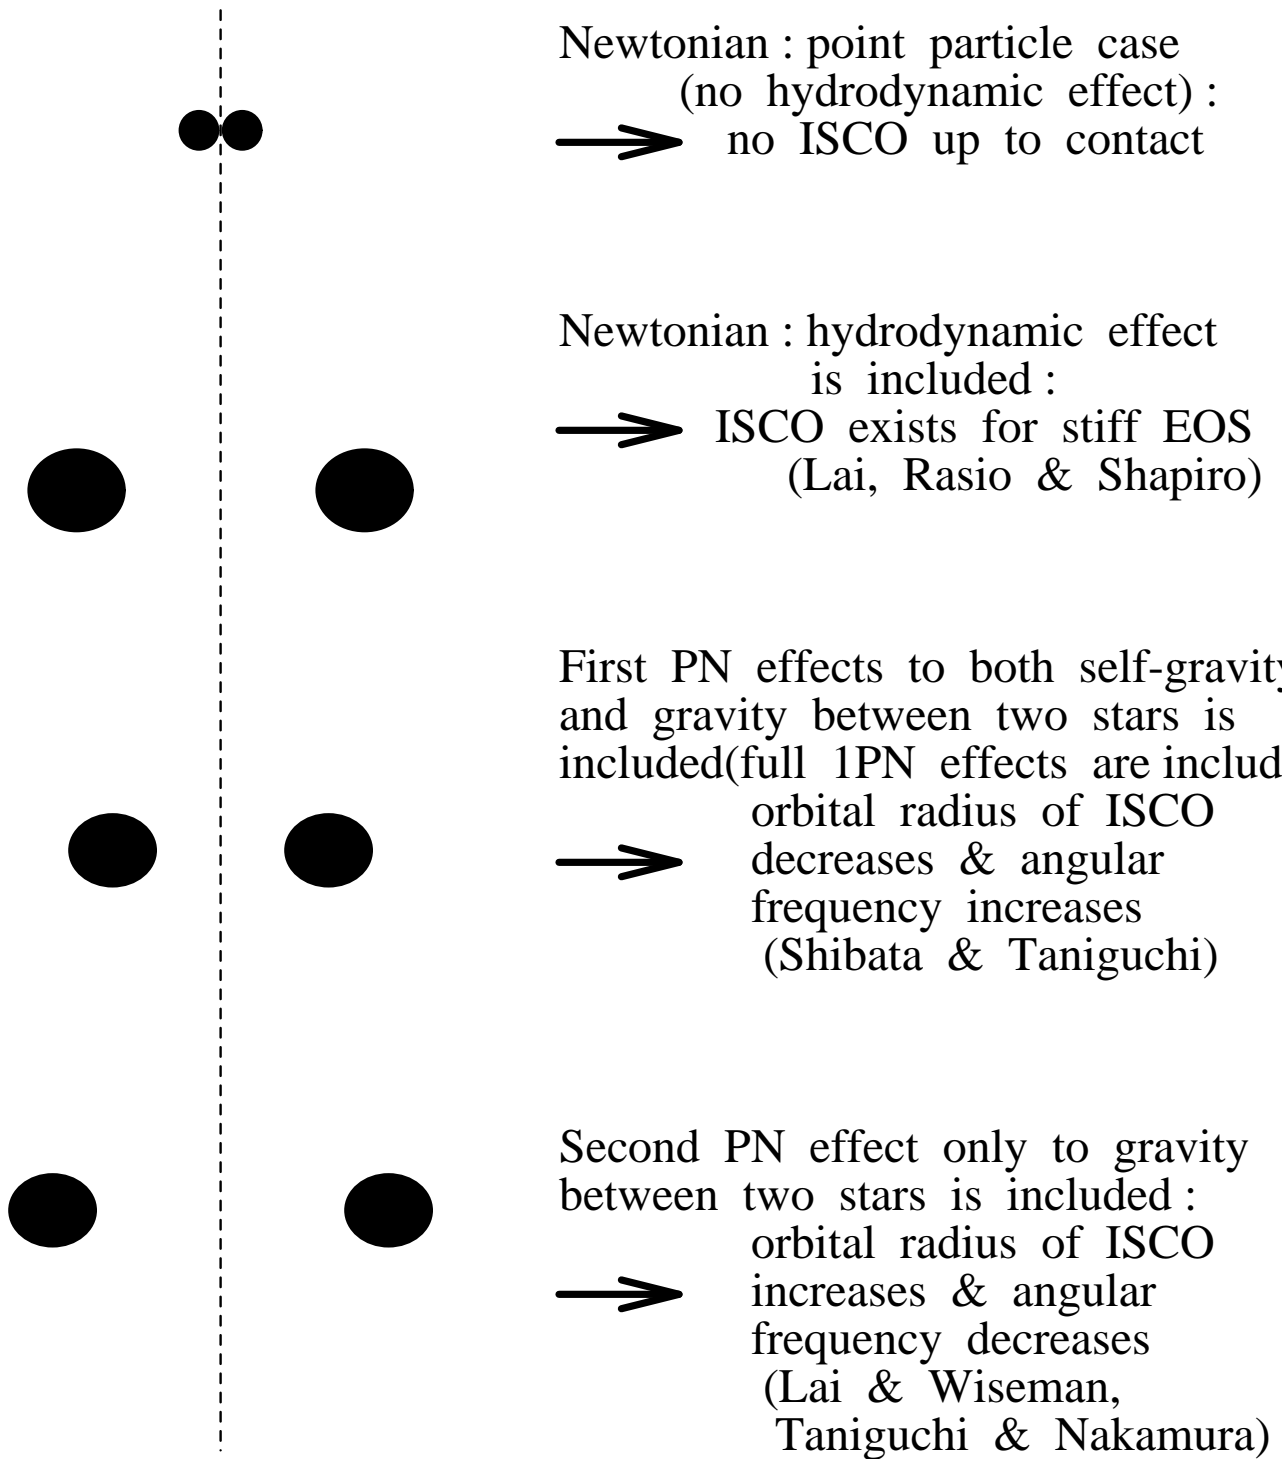 Newtonian : point particle case
(no hydrodynamic effect) :
no ISCO up to contact
Newtonian : hydrodynamic effect
is included :
ISCO exists for stiff EOS
(Lai, Rasio & Shapiro)
First PN effects to both self-gravity
and gravity between two stars is
included(full 1PN effects are includ
orbital radius of ISCO
decreases & angular
frequency increases
(Shibata & Taniguchi)
Second PN effect only to gravity
between two stars is included :
orbital radius of ISCO
increases & angular
frequency decreases
(Lai & Wiseman,
Taniguchi & Nakamura)